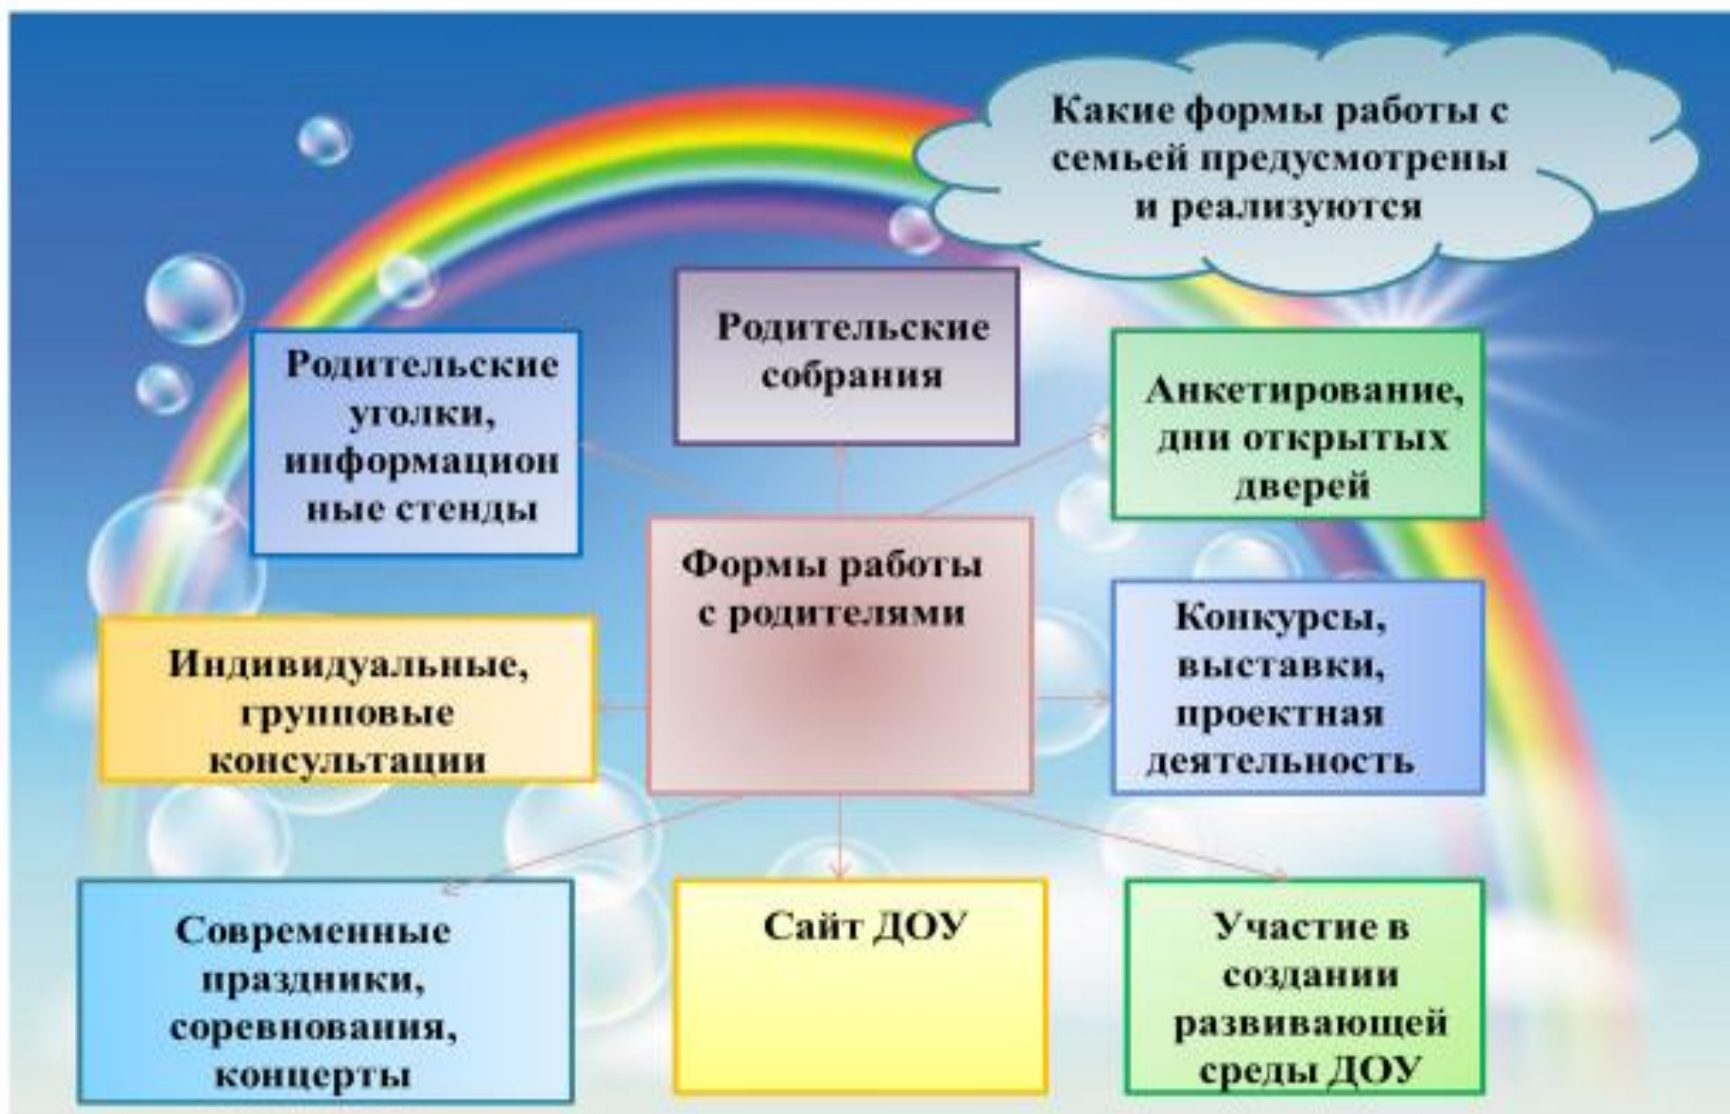 Какие формы работы с
семьей предусмотрены
и реализуются
Родительские
собрания
Родительские
уголки,
информацион
ные стенды
Анкетирование,
дни открытых
дверей
Формы работы
с родителями
Индивидуальные,
групповые
консультации
Конкурсы,
выставки,
проектная
деятельность
Современные
праздники,
соревнования,
концерты
Сайт ДОУ
Участие в
создании
развивающей
среды ДОУ